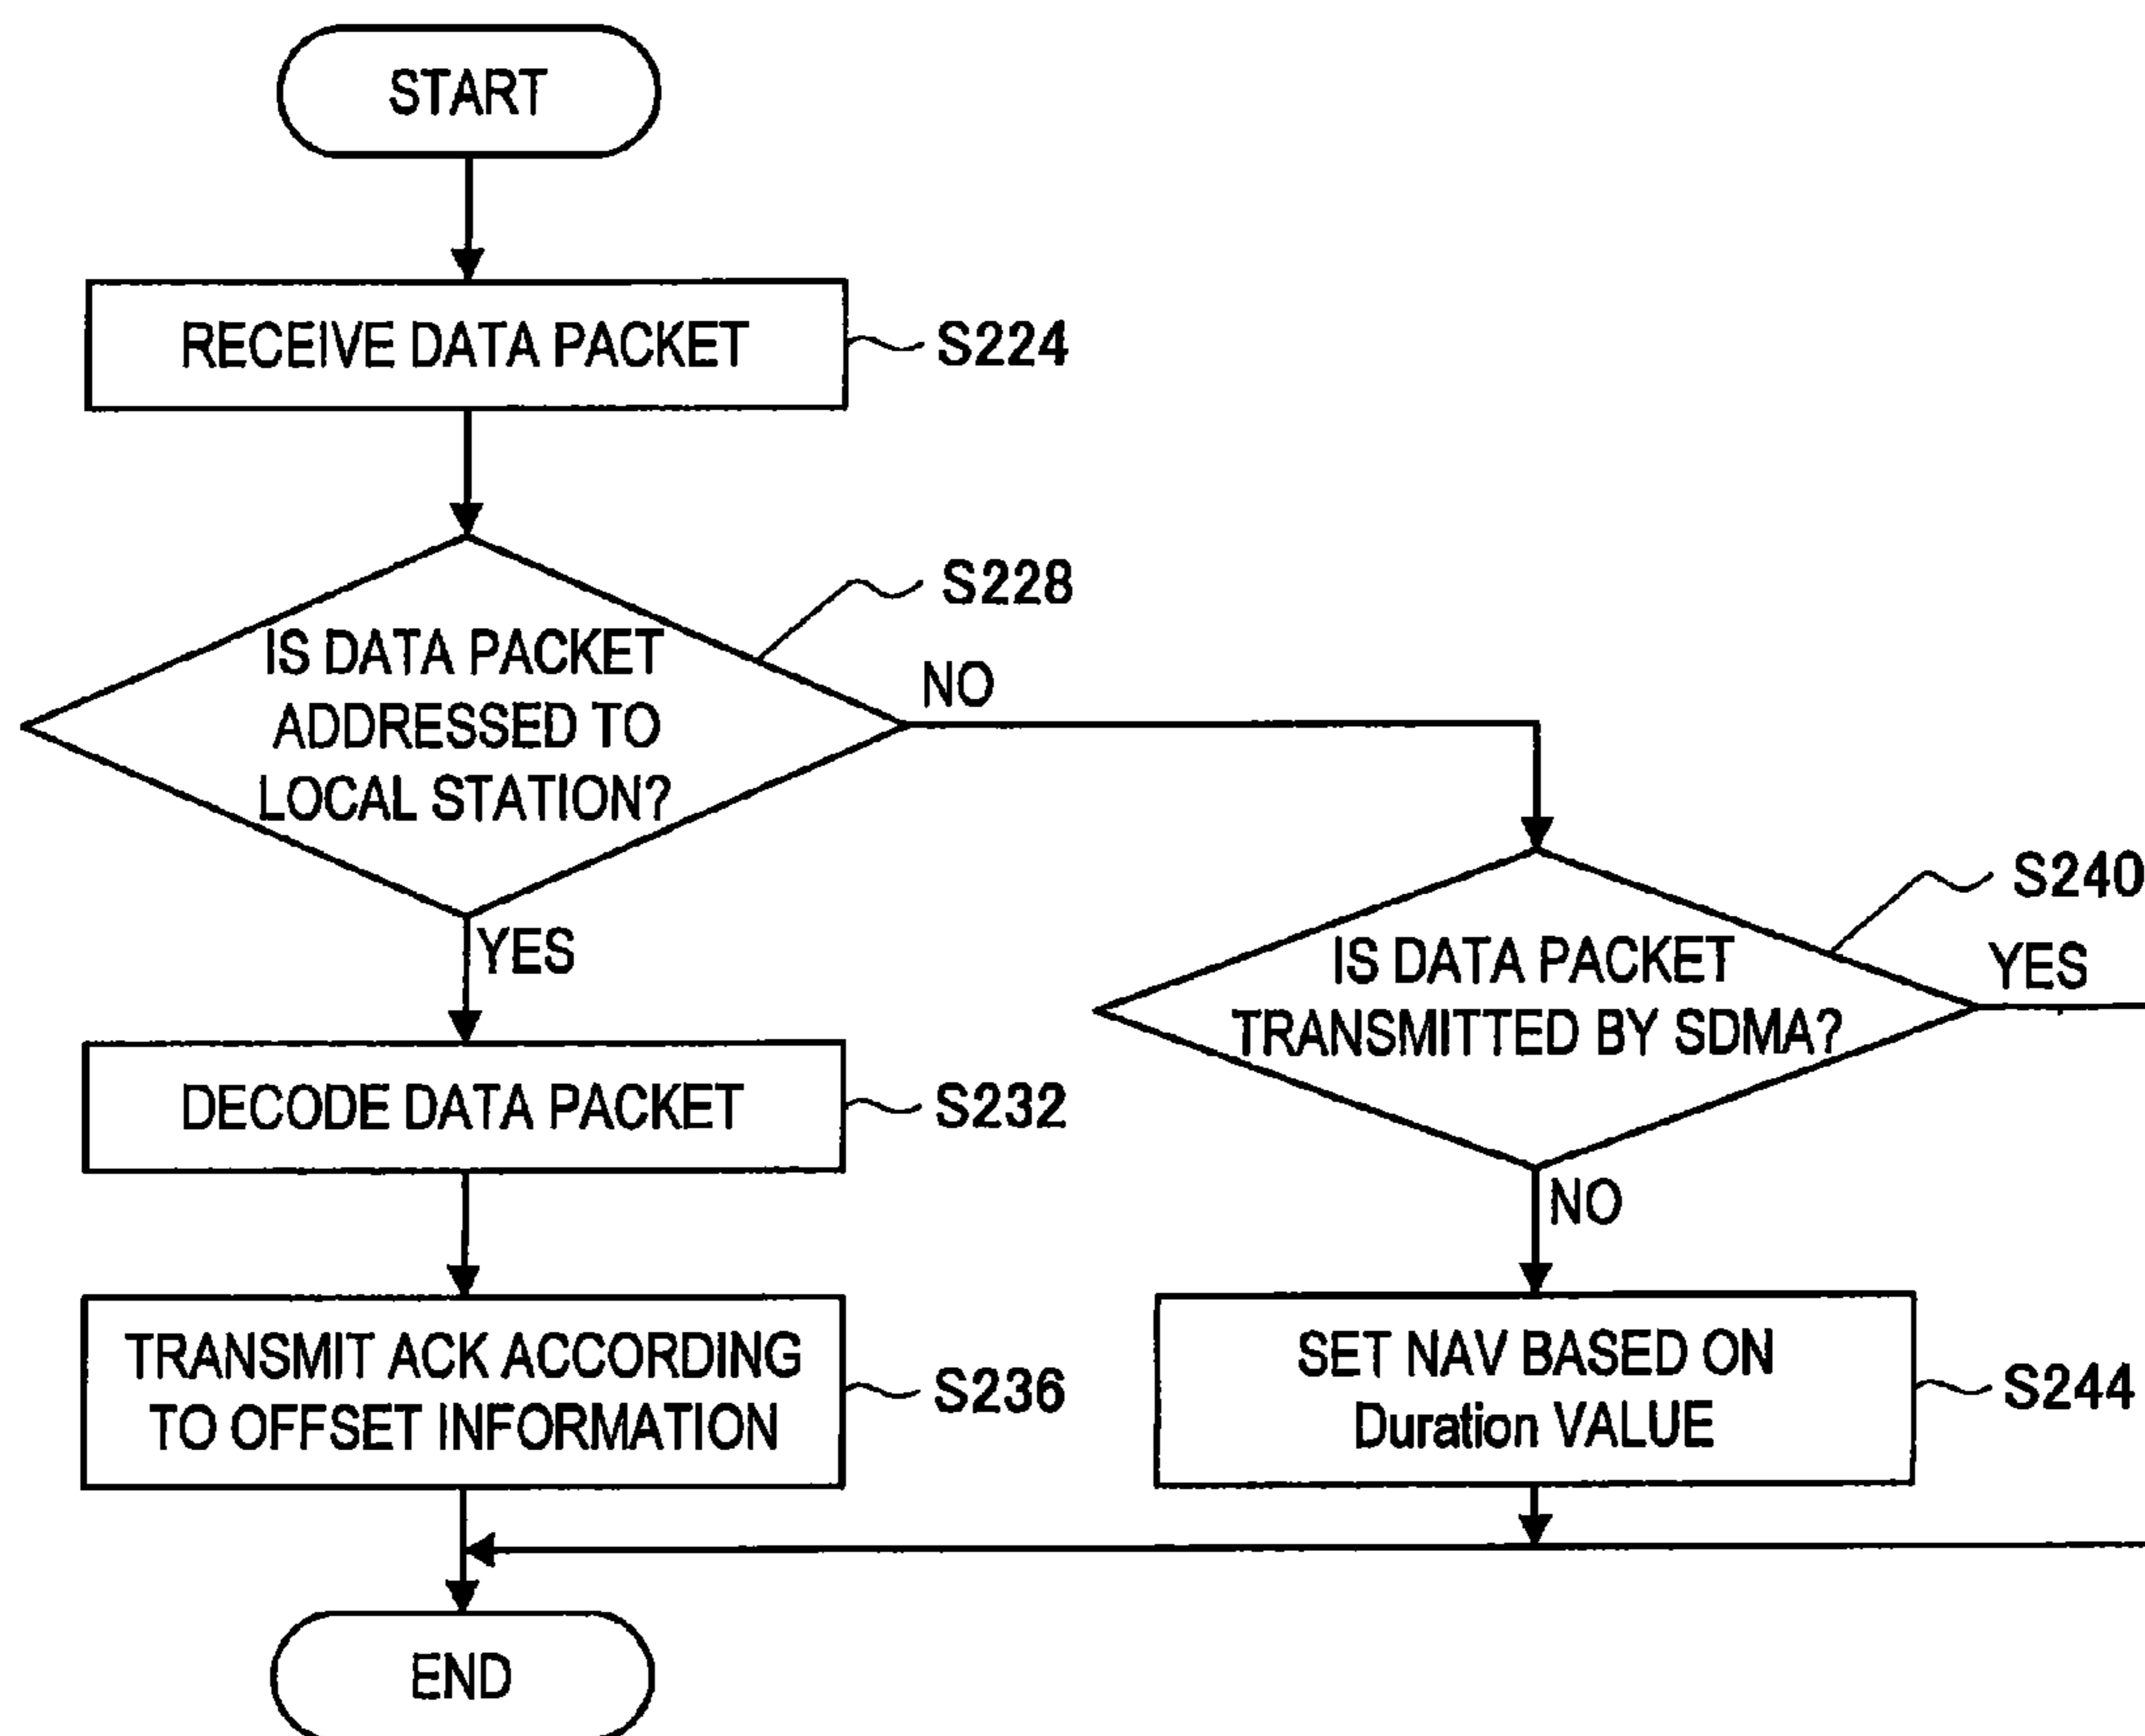 START
RECEIVE DATA PACKET
S224
S228
IS DATA PACKET
ADDRESSED TO
LOCAL STATION?
NO
YES
S240
IS DATA PACKET
TRANSMITTED BY SDMA?
YES
NO
DECODE DATA PACKET
S232
TRANSMIT ACK ACCORDING
TO OFFSET INFORMATION
S236
SET NAV BASED ON
Duration VALUE
S244
END